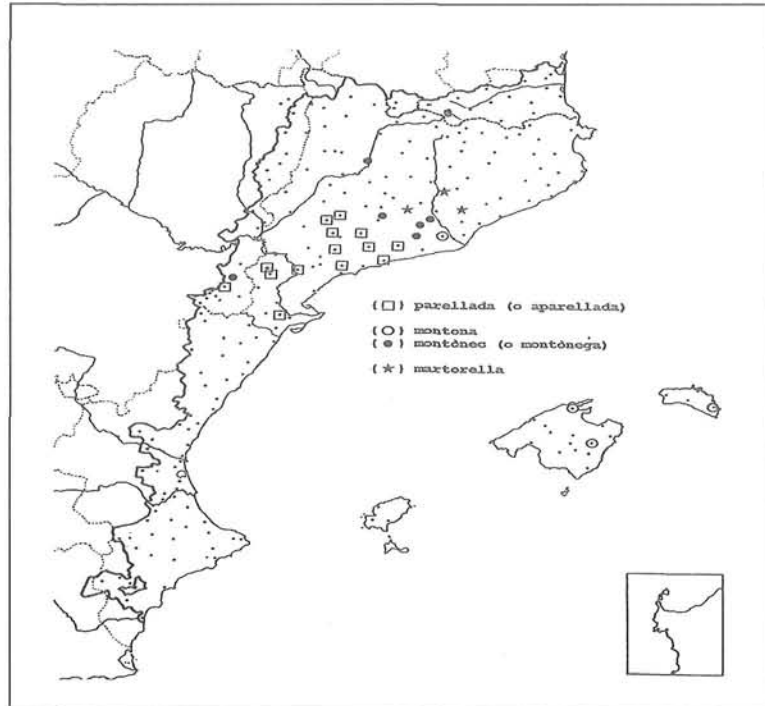 {□} parellada (o aparellada)
{○} montona
{●} montònec (o montònega)
{★} martorella